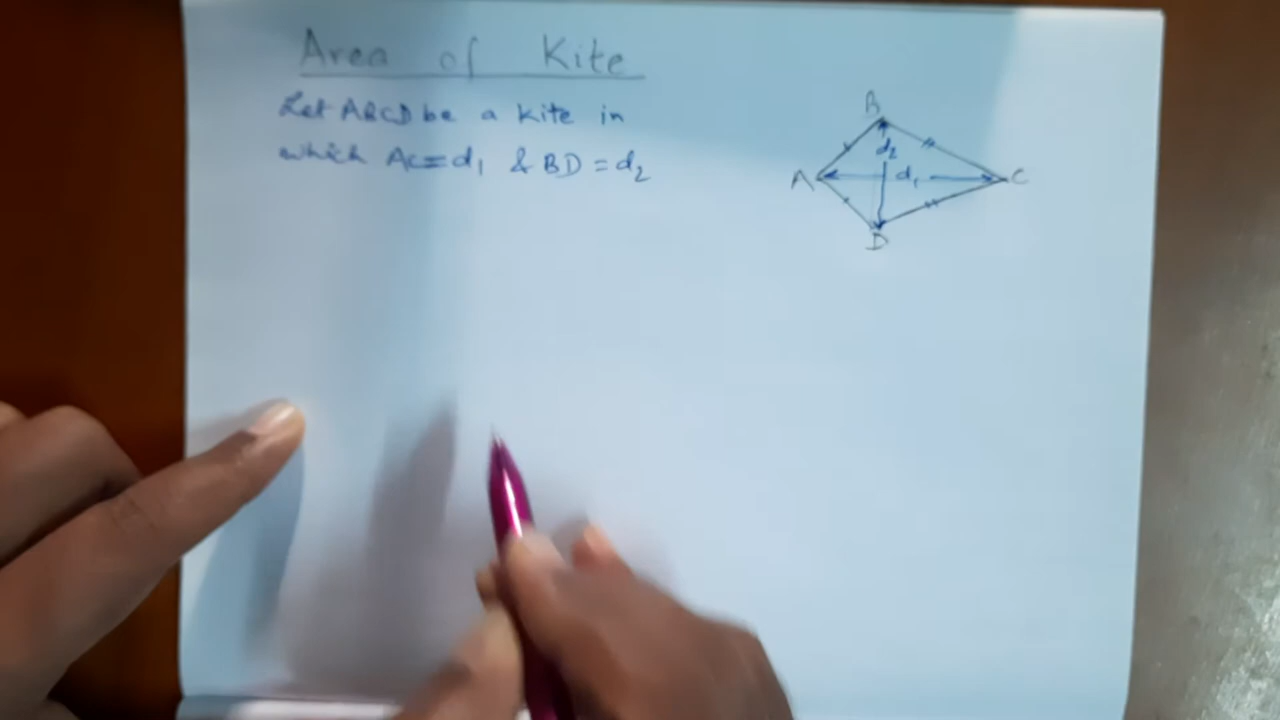 Area of Kite
Let ABCD be a kite in
which AC = d1 & BD = d2
B
d2
A
d1
C
D